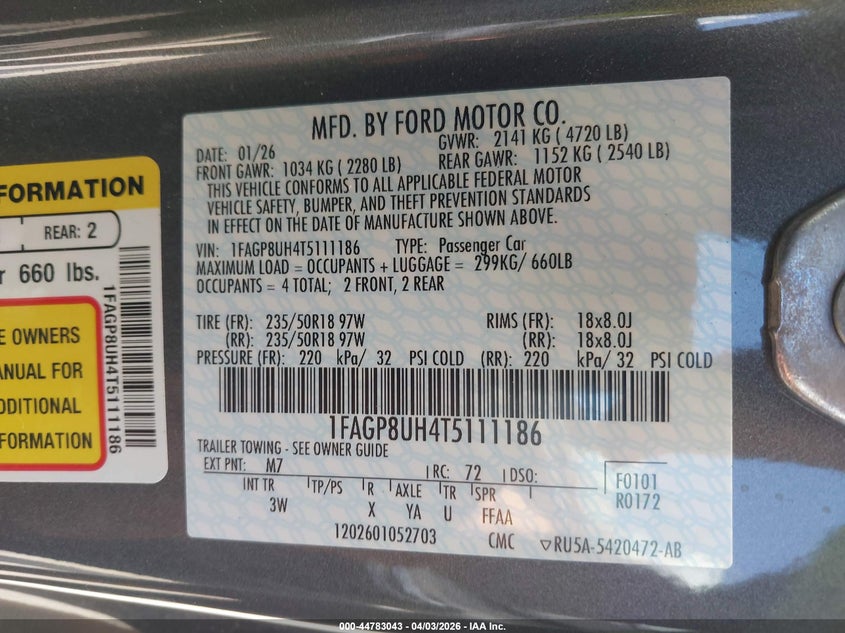 FORMATION
REAR: 2
r 660 lbs.
E OWNERS
ANUAL FOR
DDITIONAL
FORMATION
1FAGP8UH4T5111186
MFD. BY FORD MOTOR CO.
DATE: 01/26 GVWR: 2141 KG ( 4720 LB)
FRONT GAWR: 1034 KG ( 2280 LB) REAR GAWR: 1152 KG ( 2540 LB)
THIS VEHICLE CONFORMS TO ALL APPLICABLE FEDERAL MOTOR
VEHICLE SAFETY, BUMPER, AND THEFT PREVENTION STANDARDS
IN EFFECT ON THE DATE OF MANUFACTURE SHOWN ABOVE.
VIN: 1FAGP8UH4T5111186 TYPE: Passenger Car
MAXIMUM LOAD = OCCUPANTS + LUGGAGE = 299KG/ 660LB
OCCUPANTS = 4 TOTAL; 2 FRONT, 2 REAR
TIRE (FR): 235/50R18 97W RIMS (FR): 18x8.0J
(RR): 235/50R18 97W (RR): 18x8.0J
PRESSURE (FR): 220 kPa/ 32 PSI COLD (RR): 220 kPa/ 32 PSI COLD
1FAGP8UH4T5111186
TRAILER TOWING - SEE OWNER GUIDE
EXT PNT: M7 RC: 72 DSO: F0101
INT TR TP/PS R AXLE TR SPR R0172
3W X YA U FFAA
1202601052703 CMC ▽RU5A-5420472-AB
000-44783043 - 04/03/2026 - IAA Inc.